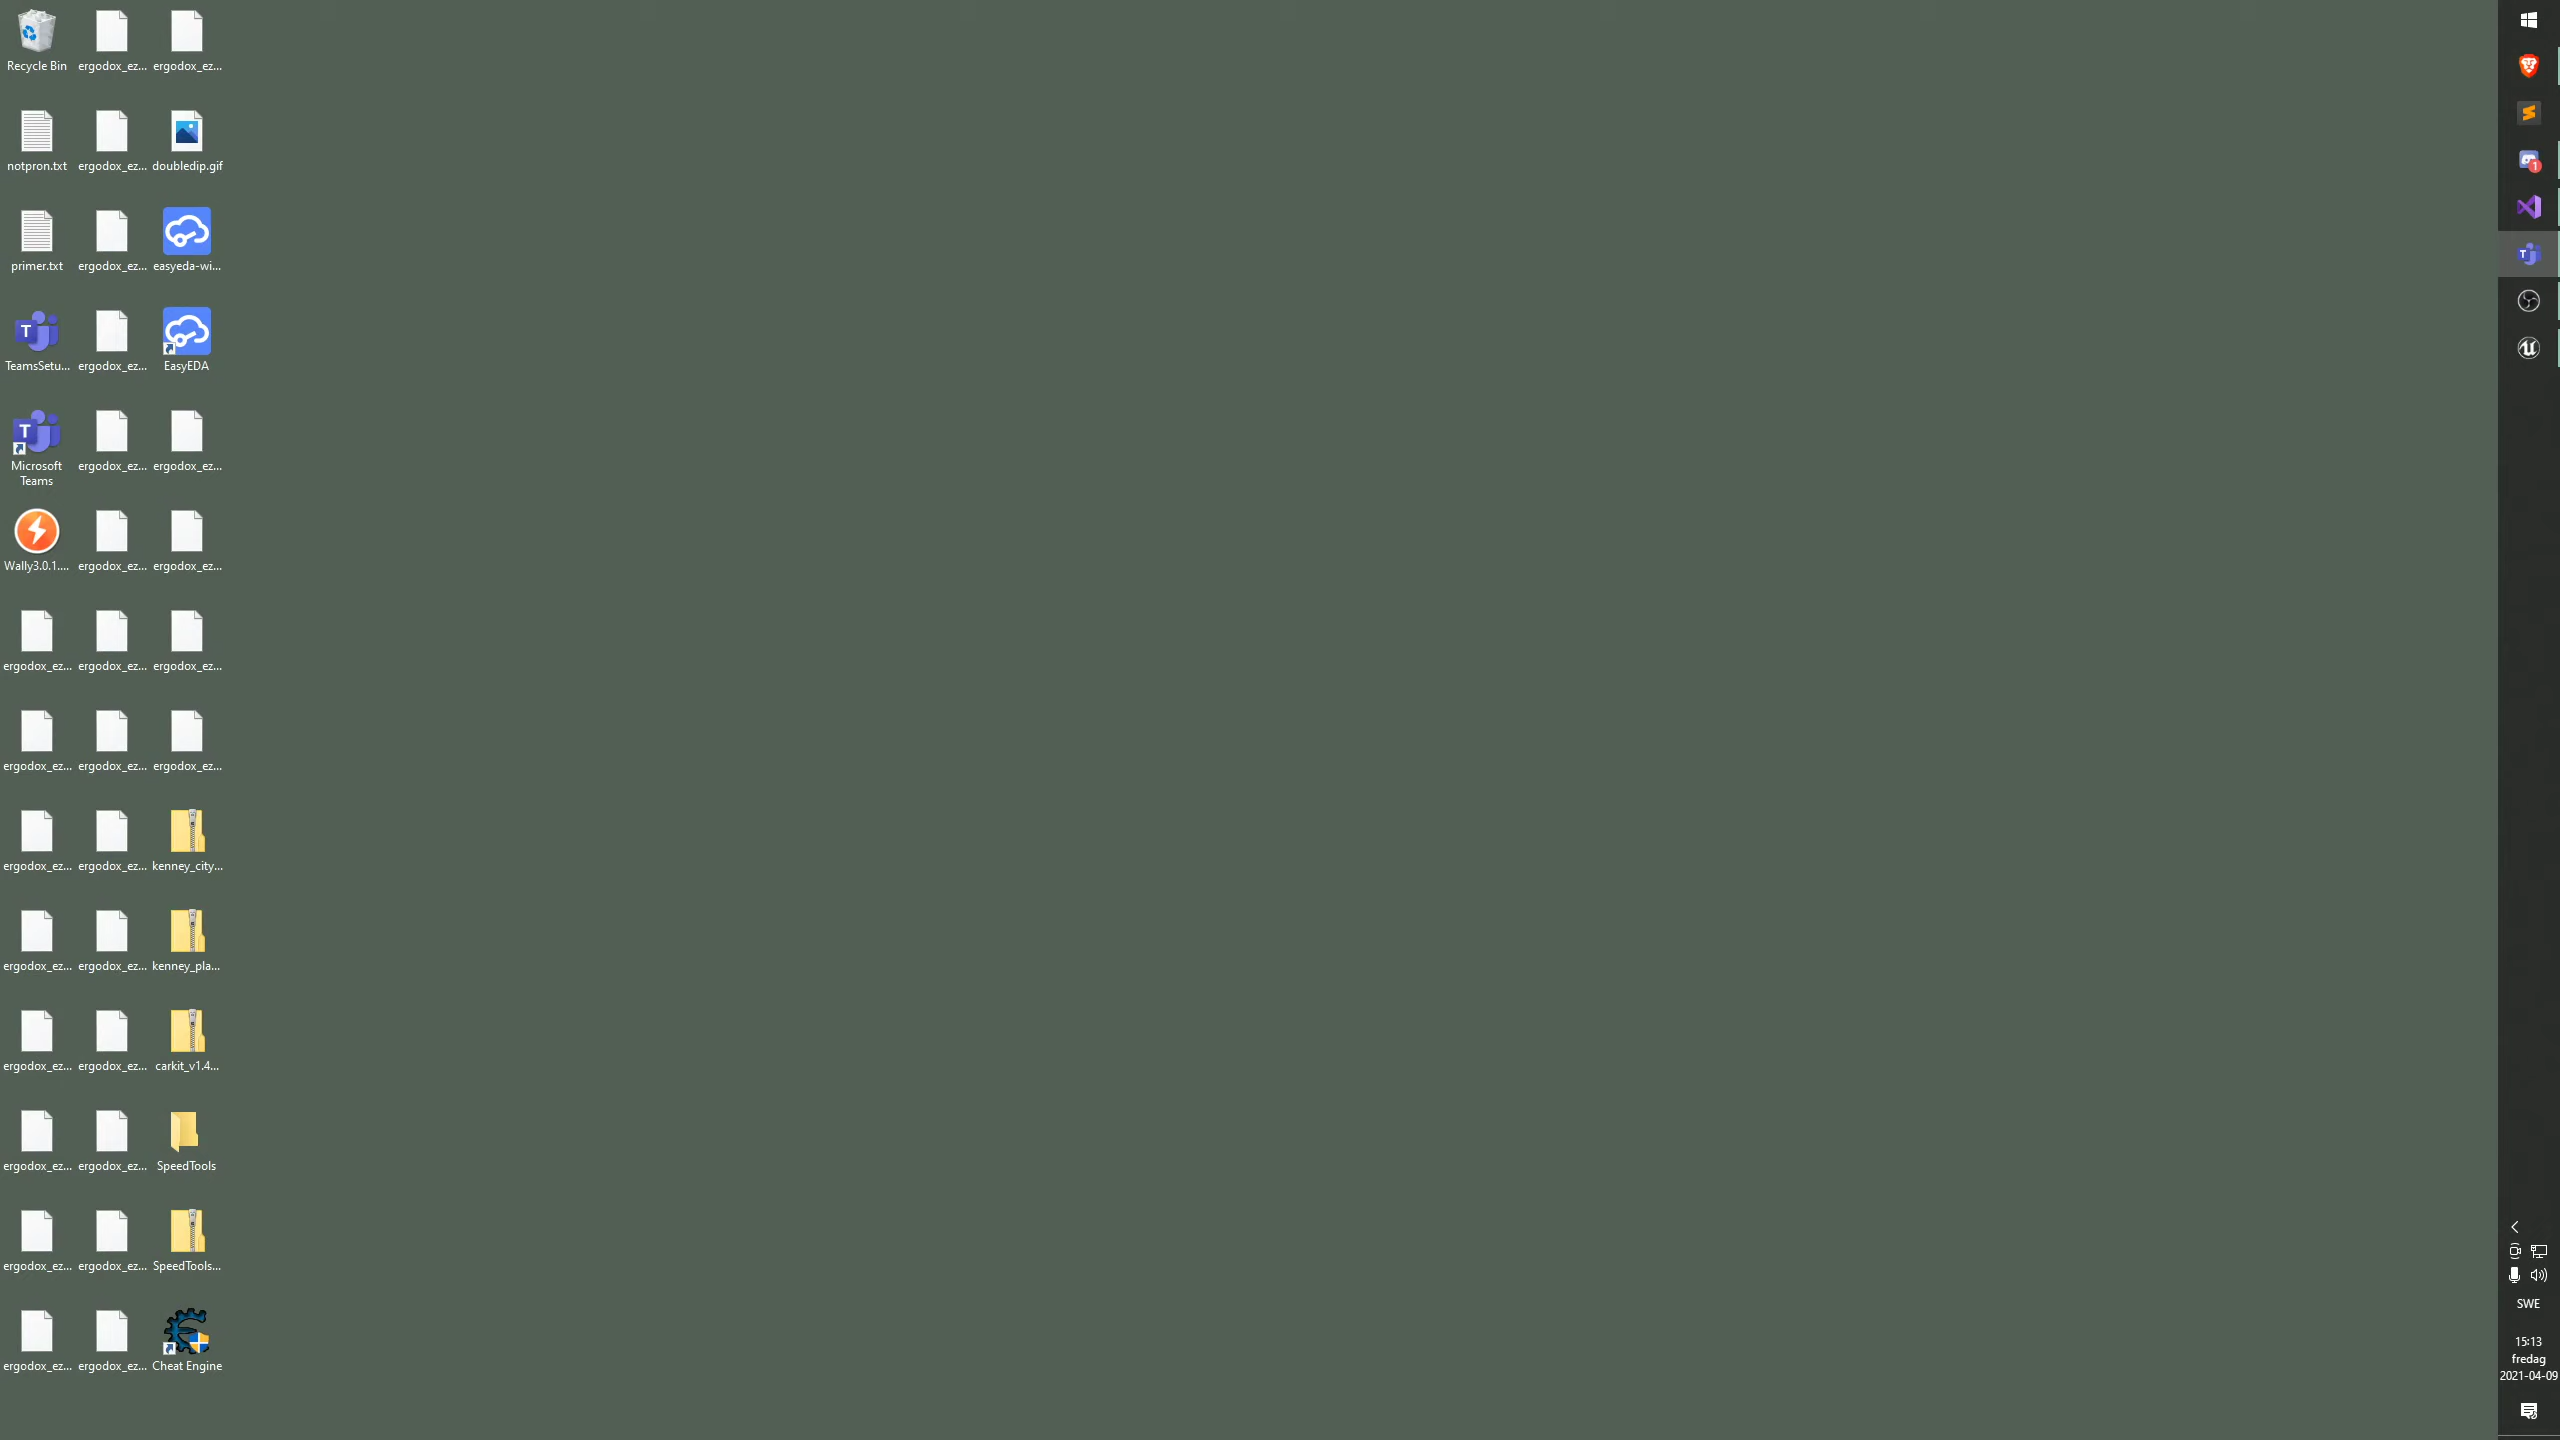 Recycle Bin
ergodox_ez...
ergodox_ez...
notpron.txt
ergodox_ez...
doubledip.gif
primer.txt
ergodox_ez...
easyeda-wi...
TeamsSetu...
ergodox_ez...
EasyEDA
Microsoft
Teams
ergodox_ez...
ergodox_ez...
Wally3.0.1....
ergodox_ez...
ergodox_ez...
ergodox_ez...
ergodox_ez...
ergodox_ez...
ergodox_ez...
ergodox_ez...
ergodox_ez...
ergodox_ez...
ergodox_ez...
kenney_city...
ergodox_ez...
ergodox_ez...
kenney_pla...
ergodox_ez...
ergodox_ez...
carkit_v1.4...
ergodox_ez...
ergodox_ez...
SpeedTools
ergodox_ez...
ergodox_ez...
SpeedTools...
ergodox_ez...
ergodox_ez...
Cheat Engine
1
SWE
15:13
fredag
2021-04-09